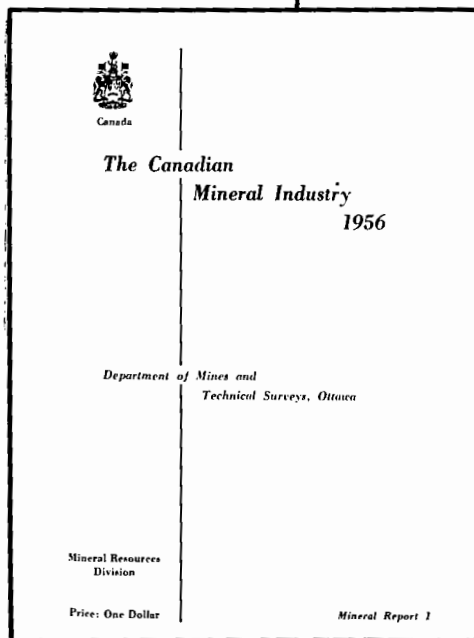 Canada
The Canadian
Mineral Industry
1956
Department of Mines and
Technical Surveys, Ottawa
Mineral Resources
Division
Price: One Dollar
Mineral Report 1